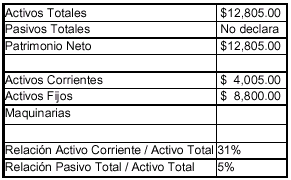 Activos Totales $12,805.00
Pasivos Totales No declara
Patrimonio Neto $12,805.00
Activos Corrientes $ 4,005.00
Activos Fijos $ 8,800.00
Maquinarias
Relación Activo Corriente / Activo Total 31%
Relación Pasivo Total / Activo Total 5%